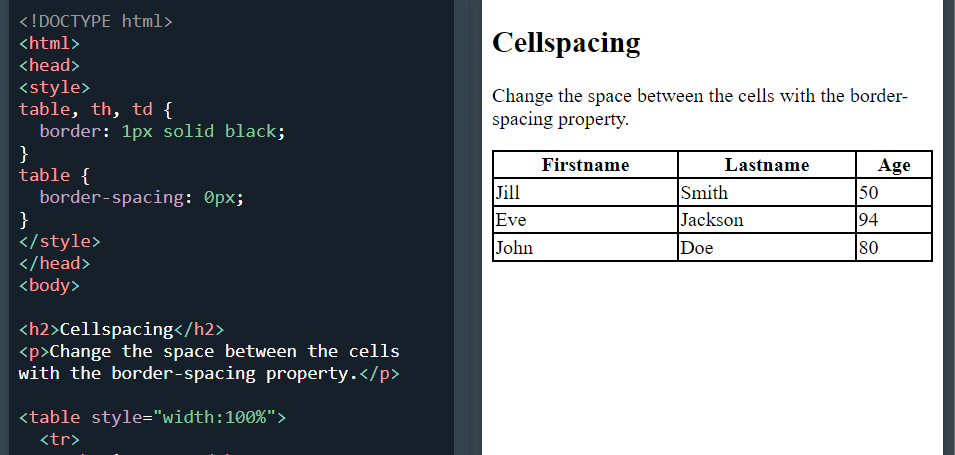 <!DOCTYPE html>
<html>
<head>
<style>
table, th, td {
  border: 1px solid black;
}
table {
  border-spacing: 0px;
}
</style>
</head>
<body>

<h2>Cellspacing</h2>
<p>Change the space between the cells
with the border-spacing property.</p>

<table style="width:100%">
  <tr>
Cellspacing
Change the space between the cells with the border-
spacing property.
Firstname Lastname Age
Jill Smith 50
Eve Jackson 94
John Doe 80